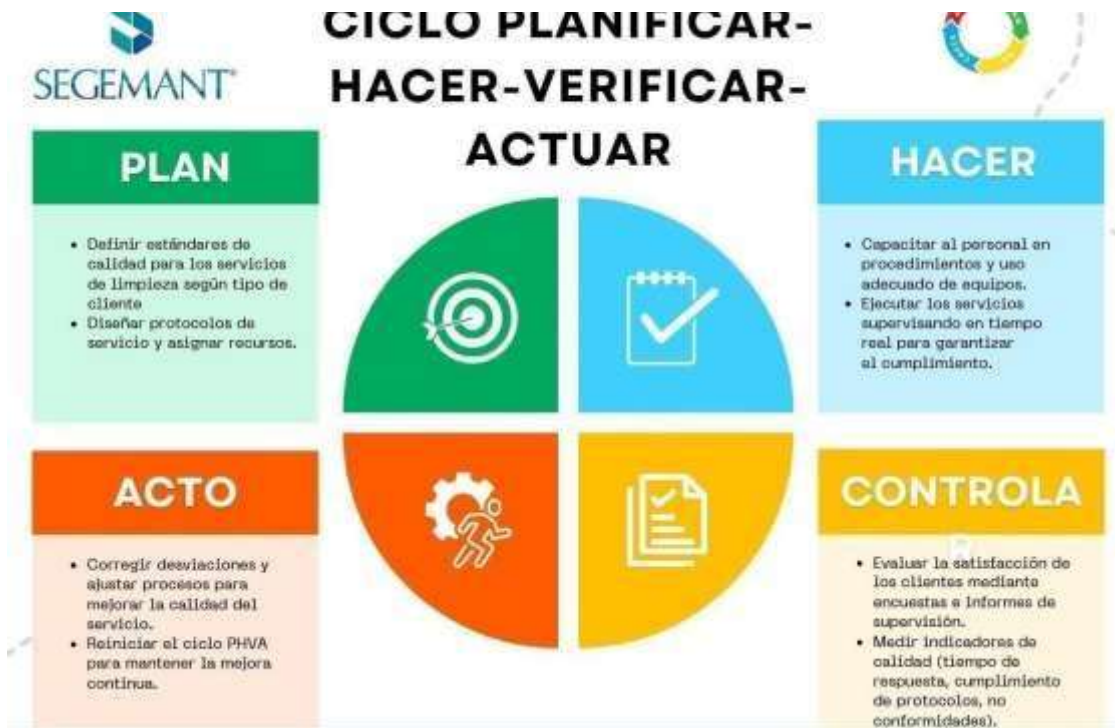 SEGEMANT
CICLO PLANIFICAR-
HACER-VERIFICAR-
ACTUAR
PLAN
• Definir estándares de
calidad para los servicios
de limpieza según tipo de
cliente
• Diseñar protocolos de
servicio y asignar recursos.
HACER
• Capacitar al personal en
procedimientos y uso
adecuado de equipos.
• Ejecutar los servicios
supervisando en tiempo
real para garantizar
el cumplimiento.
ACTO
• Corregir desviaciones y
ajustar procesos para
mejorar la calidad del
servicio.
• Reiniciar el ciclo PHVA
para mantener la mejora
continua.
CONTROLA
• Evaluar la satisfacción de
los clientes mediante
encuestas e informes de
supervisión.
• Medir indicadores de
calidad (tiempo de
respuesta, cumplimiento
de protocolos, no
conformidades).